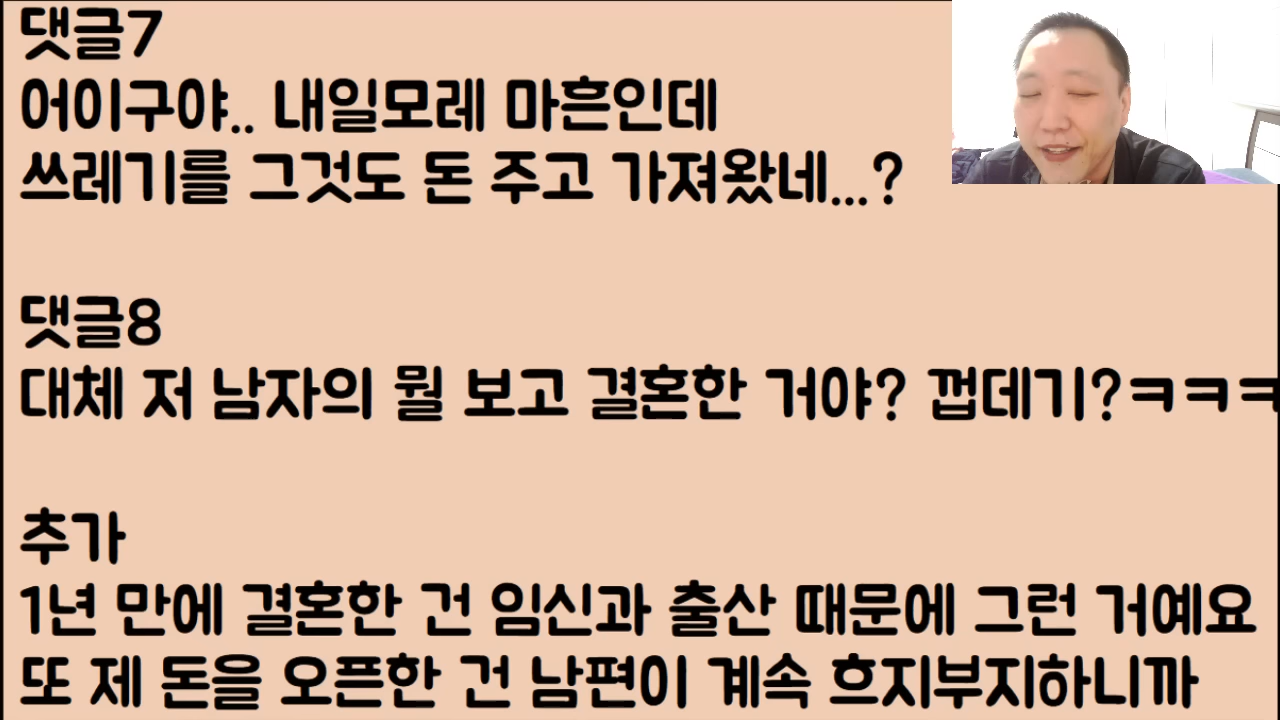 댓글7
어이구야.. 내일모레 마흔인데
쓰레기를 그것도 돈 주고 가져왔네...?
댓글8
대체 저 남자의 뭘 보고 결혼한 거야? 껍데기?ㅋㅋㅋ
추가
1년 만에 결혼한 건 임신과 출산 때문에 그런 거예요
또 제 돈을 오픈한 건 남편이 계속 흐지부지하니까